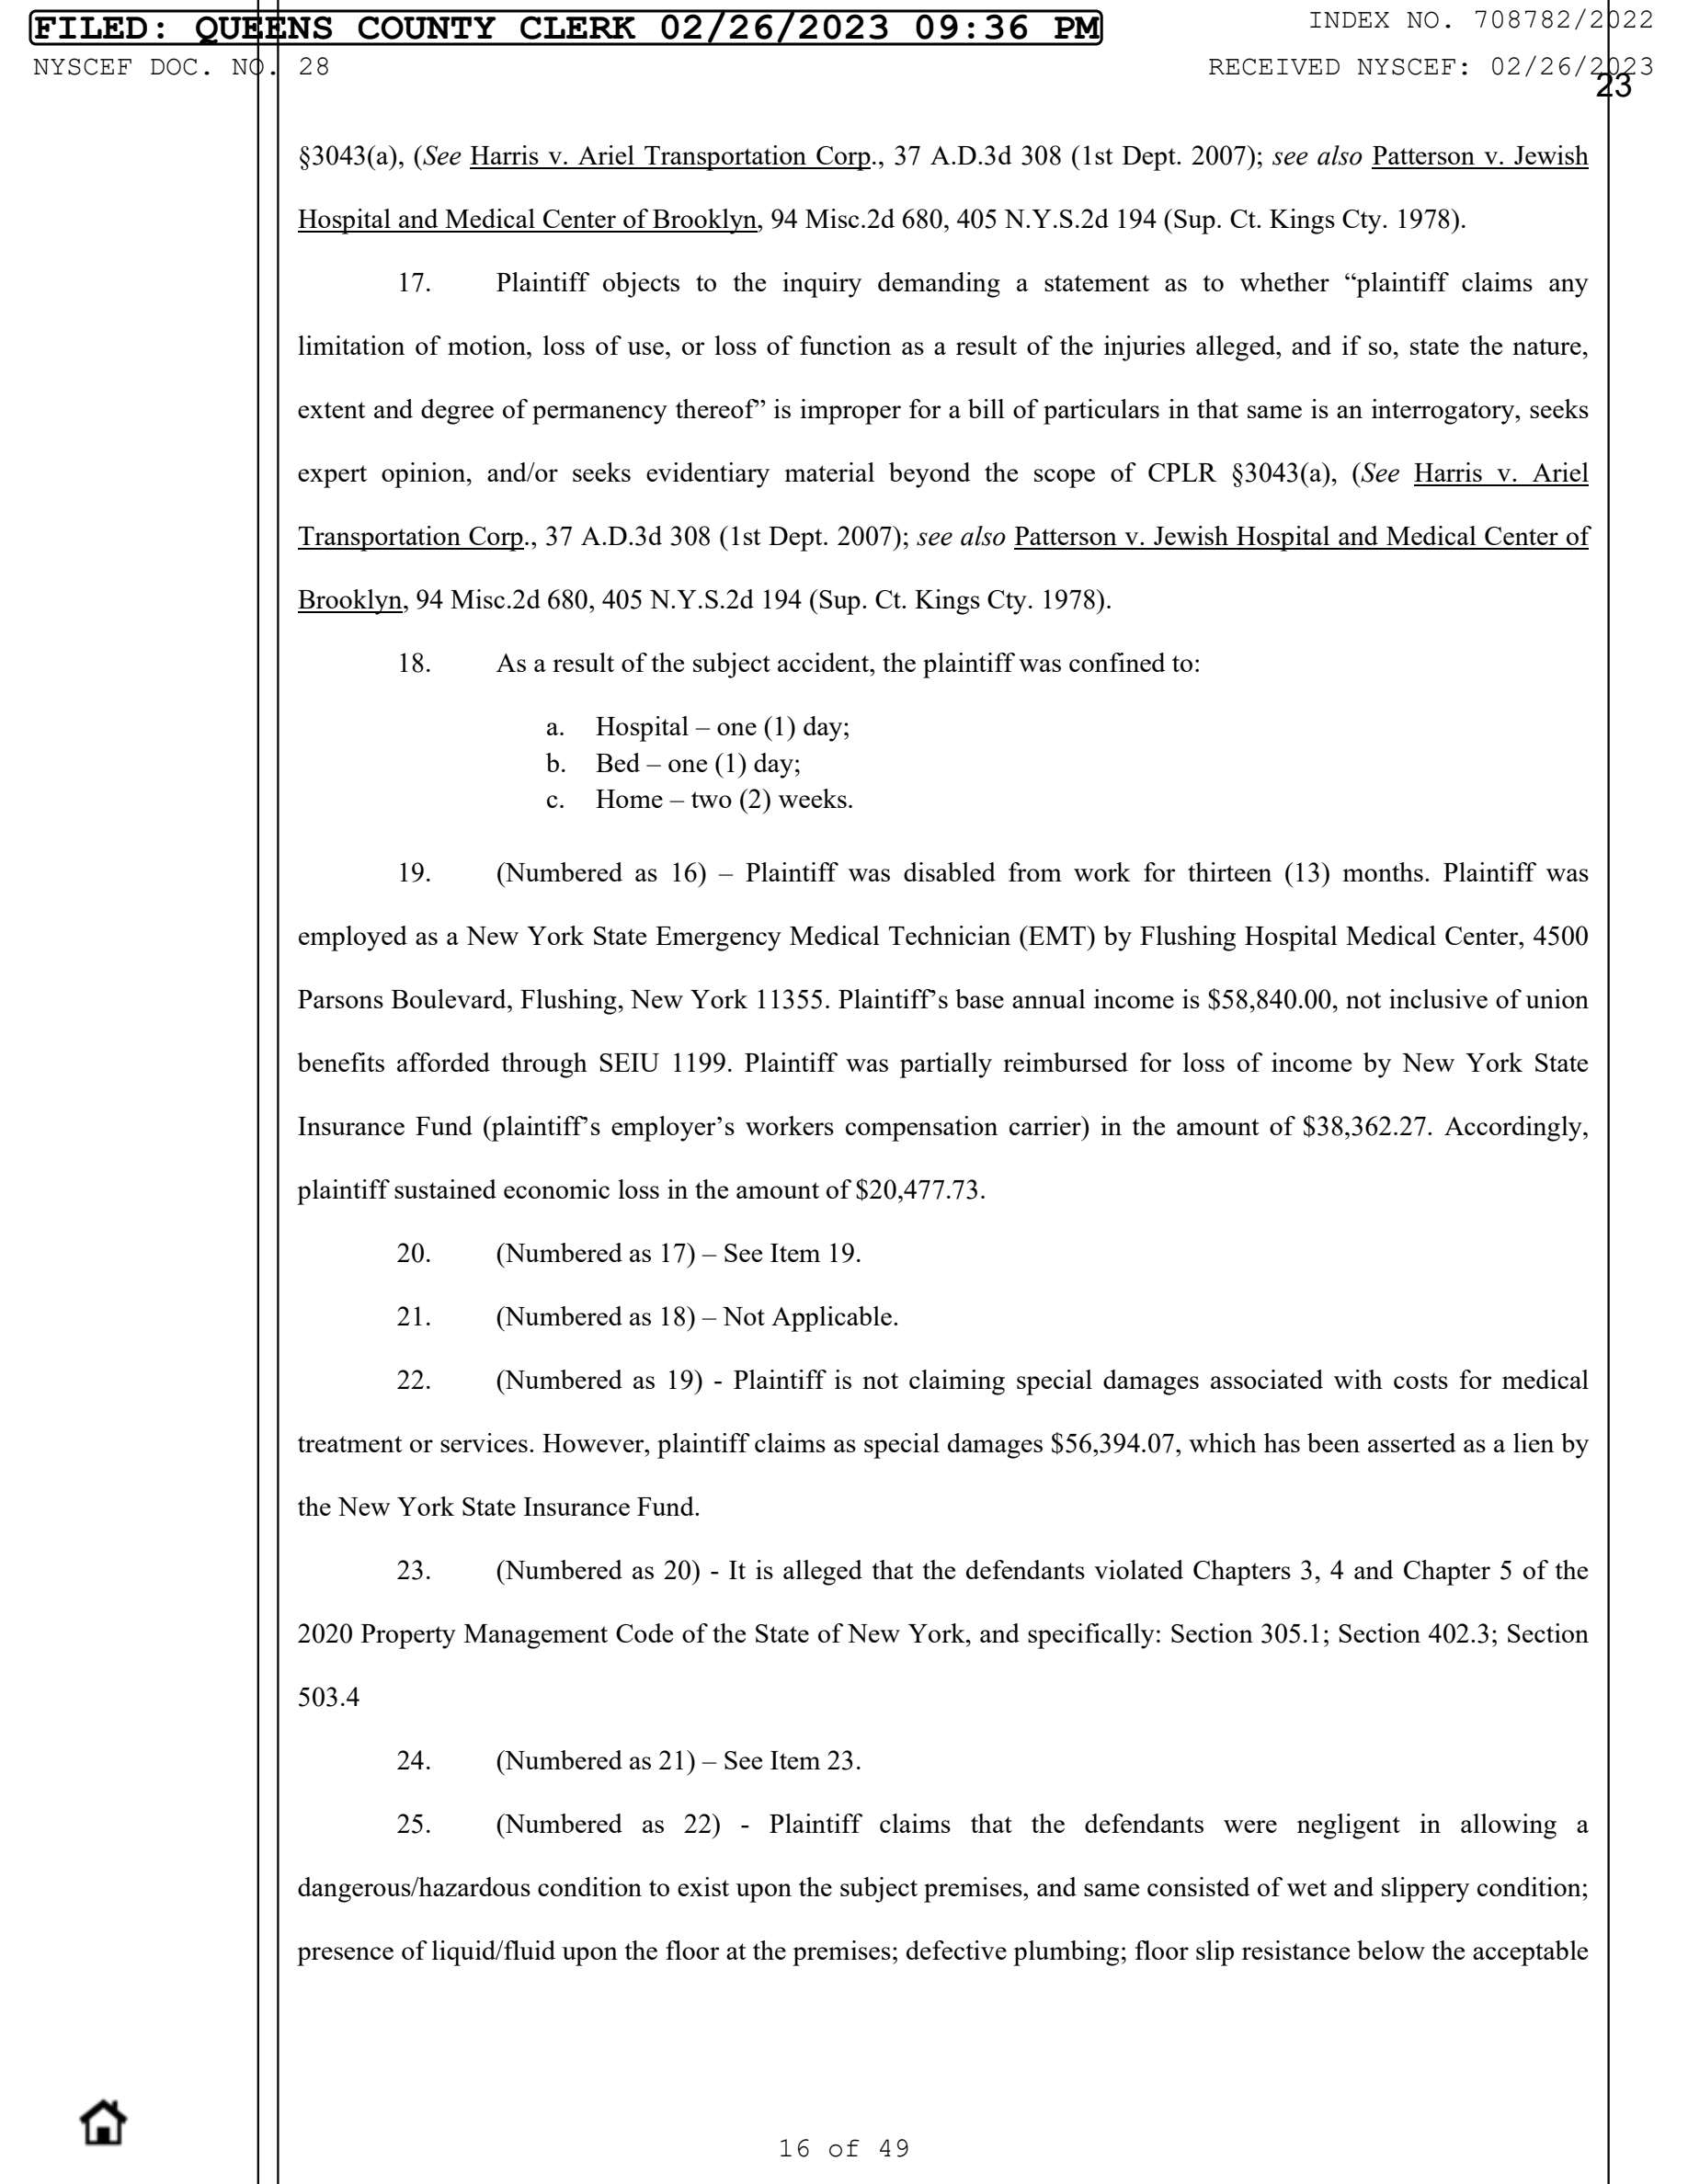 FILED: QUEENS COUNTY CLERK 02/26/2023 09:36 PM
INDEX NO. 708782/2022
NYSCEF DOC. NO. 28
RECEIVED NYSCEF: 02/26/2023
23
§3043(a), (See Harris v. Ariel Transportation Corp., 37 A.D.3d 308 (1st Dept. 2007); see also Patterson v. Jewish
Hospital and Medical Center of Brooklyn, 94 Misc.2d 680, 405 N.Y.S.2d 194 (Sup. Ct. Kings Cty. 1978).
17. Plaintiff objects to the inquiry demanding a statement as to whether “plaintiff claims any
limitation of motion, loss of use, or loss of function as a result of the injuries alleged, and if so, state the nature,
extent and degree of permanency thereof” is improper for a bill of particulars in that same is an interrogatory, seeks
expert opinion, and/or seeks evidentiary material beyond the scope of CPLR §3043(a), (See Harris v. Ariel
Transportation Corp., 37 A.D.3d 308 (1st Dept. 2007); see also Patterson v. Jewish Hospital and Medical Center of
Brooklyn, 94 Misc.2d 680, 405 N.Y.S.2d 194 (Sup. Ct. Kings Cty. 1978).
18. As a result of the subject accident, the plaintiff was confined to:
a. Hospital – one (1) day;
b. Bed – one (1) day;
c. Home – two (2) weeks.
19. (Numbered as 16) – Plaintiff was disabled from work for thirteen (13) months. Plaintiff was
employed as a New York State Emergency Medical Technician (EMT) by Flushing Hospital Medical Center, 4500
Parsons Boulevard, Flushing, New York 11355. Plaintiff’s base annual income is $58,840.00, not inclusive of union
benefits afforded through SEIU 1199. Plaintiff was partially reimbursed for loss of income by New York State
Insurance Fund (plaintiff’s employer’s workers compensation carrier) in the amount of $38,362.27. Accordingly,
plaintiff sustained economic loss in the amount of $20,477.73.
20. (Numbered as 17) – See Item 19.
21. (Numbered as 18) – Not Applicable.
22. (Numbered as 19) - Plaintiff is not claiming special damages associated with costs for medical
treatment or services. However, plaintiff claims as special damages $56,394.07, which has been asserted as a lien by
the New York State Insurance Fund.
23. (Numbered as 20) - It is alleged that the defendants violated Chapters 3, 4 and Chapter 5 of the
2020 Property Management Code of the State of New York, and specifically: Section 305.1; Section 402.3; Section
503.4
24. (Numbered as 21) – See Item 23.
25. (Numbered as 22) - Plaintiff claims that the defendants were negligent in allowing a
dangerous/hazardous condition to exist upon the subject premises, and same consisted of wet and slippery condition;
presence of liquid/fluid upon the floor at the premises; defective plumbing; floor slip resistance below the acceptable
16 of 49